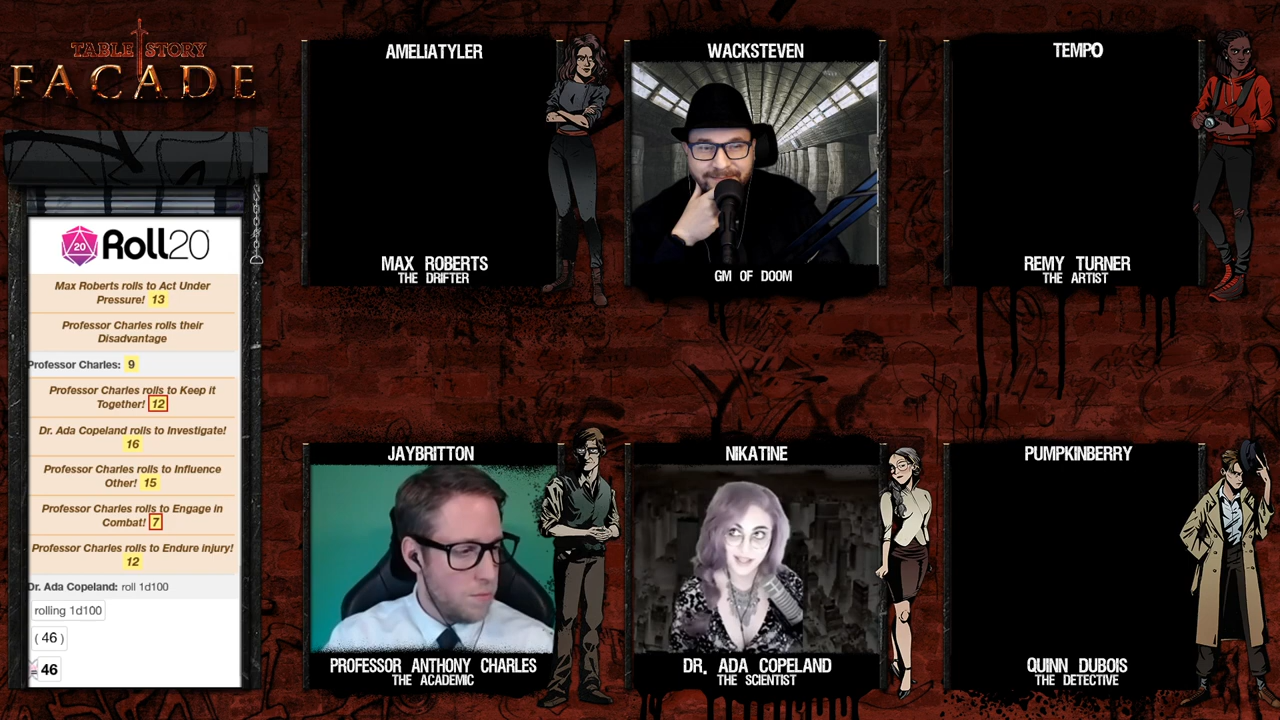 TABLE STORY
FACADE
Roll20
Max Roberts rolls to Act Under
Pressure! 13
Professor Charles rolls their
Disadvantage
Professor Charles: 9
Professor Charles rolls to Keep it
Together! 12
Dr. Ada Copeland rolls to Investigate!
16
Professor Charles rolls to Influence
Other! 15
Professor Charles rolls to Engage in
Combat! 7
Professor Charles rolls to Endure injury!
12
Dr. Ada Copeland: roll 1d100
rolling 1d100
( 46 )
46
AMELIATYLER
MAX ROBERTS
THE DRIFTER
WACKSTEVEN
GM OF DOOM
TEMPO
REMY TURNER
THE ARTIST
JAYBRITTON
PROFESSOR ANTHONY CHARLES
THE ACADEMIC
NIKATINE
DR. ADA COPELAND
THE SCIENTIST
PUMPKINBERRY
QUINN DUBOIS
THE DETECTIVE